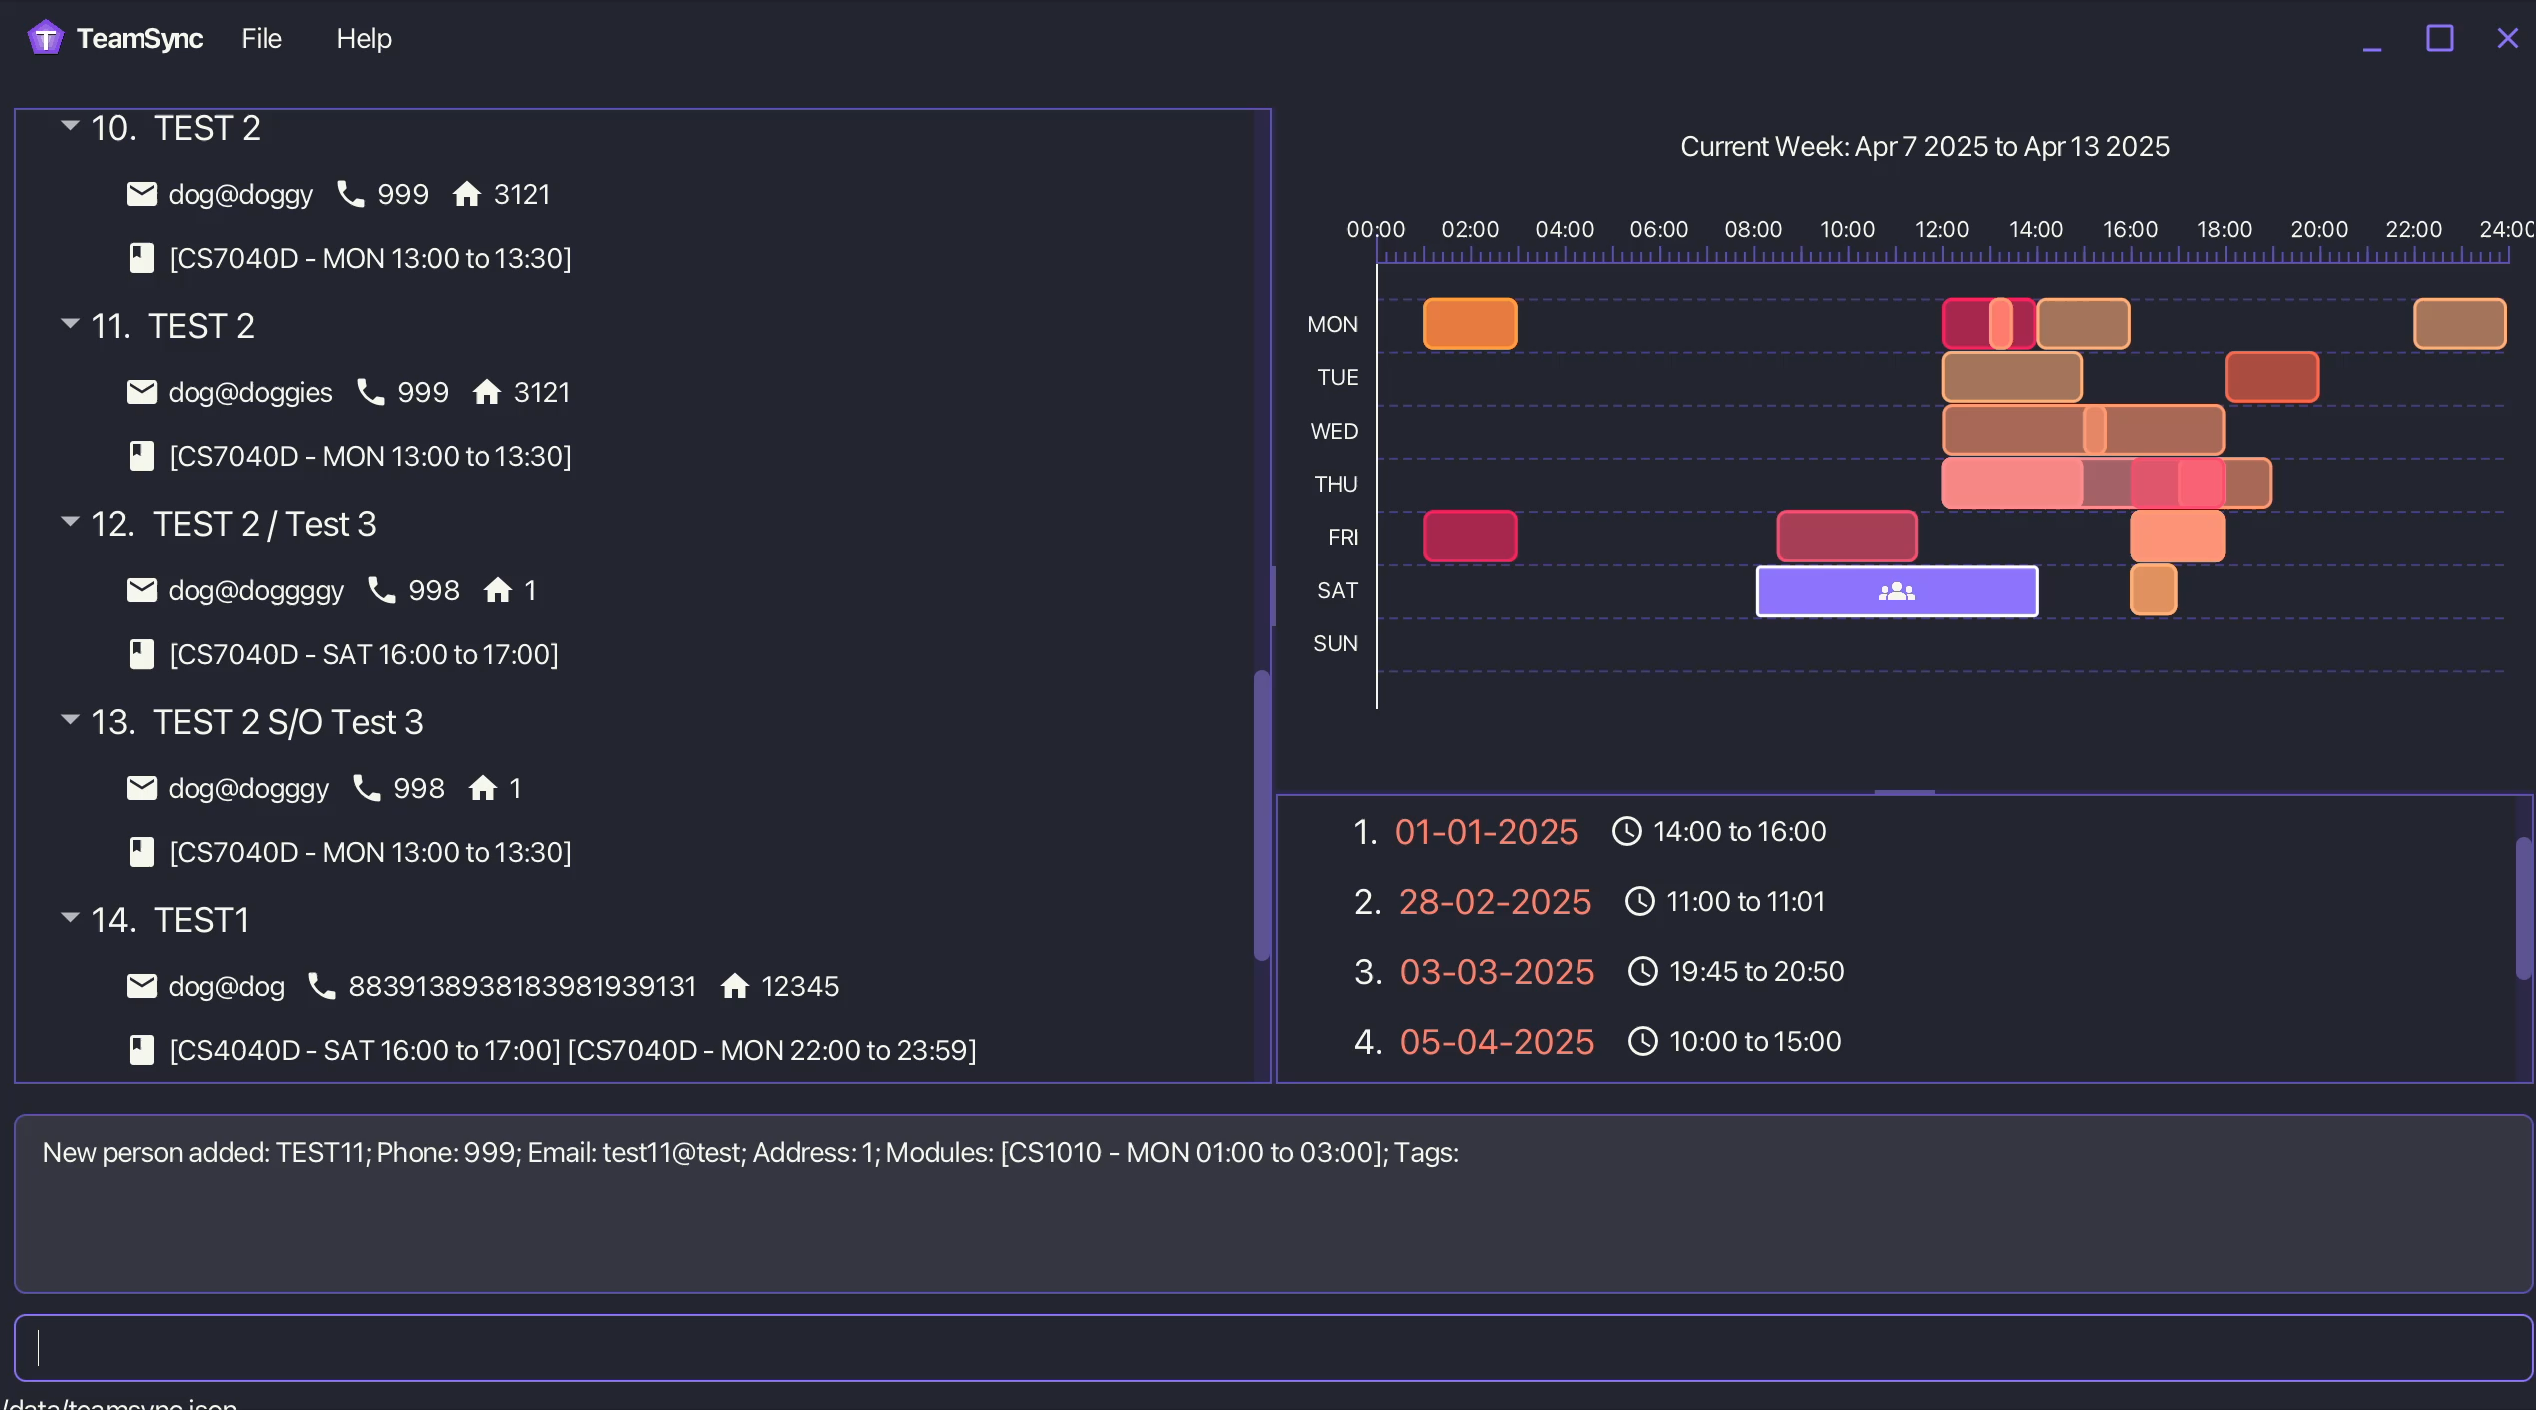 TeamSync File Help
10. TEST 2
dog@doggy 999 3121
[CS7040D - MON 13:00 to 13:30]
11. TEST 2
dog@doggies 999 3121
[CS7040D - MON 13:00 to 13:30]
12. TEST 2 / Test 3
dog@doggggy 998 1
[CS7040D - SAT 16:00 to 17:00]
13. TEST 2 S/O Test 3
dog@dogggy 998 1
[CS7040D - MON 13:00 to 13:30]
14. TEST1
dog@dog 8839138938183981939131 12345
[CS4040D - SAT 16:00 to 17:00] [CS7040D - MON 22:00 to 23:59]
Current Week: Apr 7 2025 to Apr 13 2025
00:00 02:00 04:00 06:00 08:00 10:00 12:00 14:00 16:00 18:00 20:00 22:00 24:00
MON
TUE
WED
THU
FRI
SAT
SUN
1. 01-01-2025 14:00 to 16:00
2. 28-02-2025 11:00 to 11:01
3. 03-03-2025 19:45 to 20:50
4. 05-04-2025 10:00 to 15:00
New person added: TEST11; Phone: 999; Email: test11@test; Address: 1; Modules: [CS1010 - MON 01:00 to 03:00]; Tags:
/data/teamsync.json